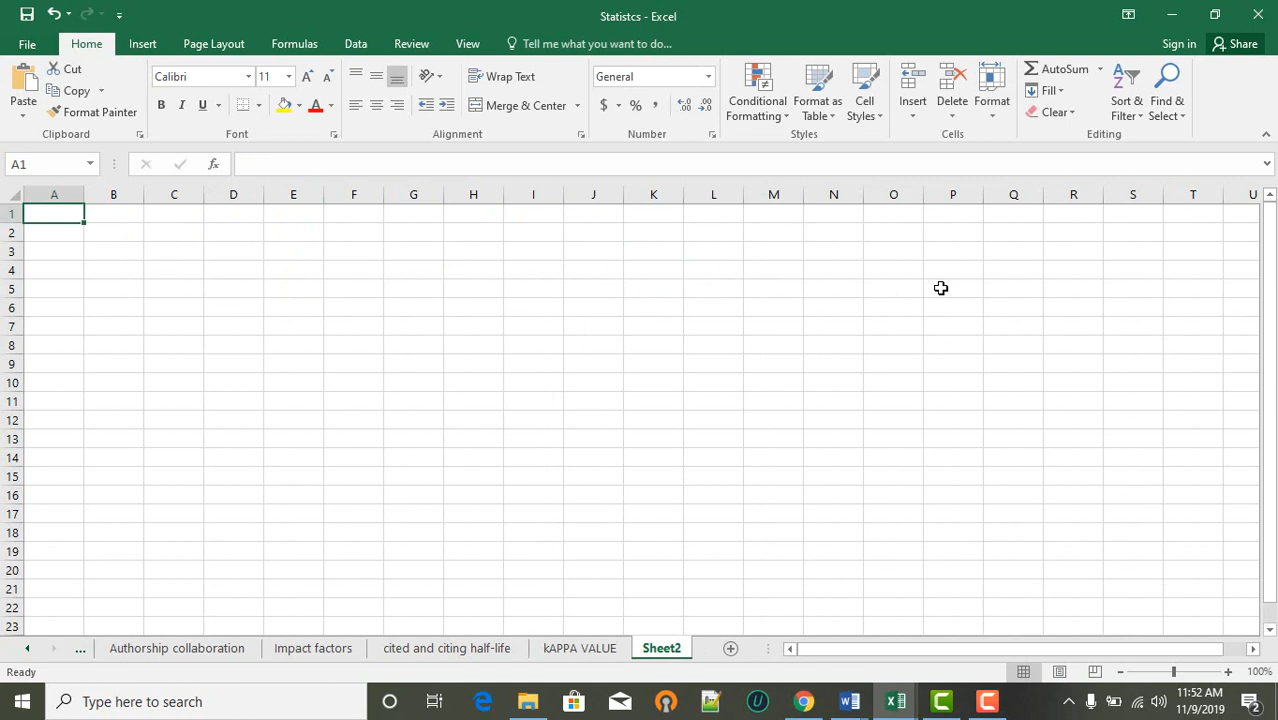 Statistcs - Excel
File Home Insert Page Layout Formulas Data Review View Tell me what you want to do... Sign in Share
Paste
Cut
Copy
Format Painter
Clipboard
Calibri 11
B I U
Font
Wrap Text
Merge & Center
Alignment
General
$ % ,
Number
Conditional Formatting
Format as Table
Cell Styles
Styles
Insert
Delete
Format
Cells
AutoSum
Fill
Clear
Sort & Filter
Find & Select
Editing
A1
fx
A B C D E F G H I J K L M N O P Q R S T U
1
2
3
4
5
6
7
8
9
10
11
12
13
14
15
16
17
18
19
20
21
22
23
... Authorship collaboration Impact factors cited and citing half-life kAPPA VALUE Sheet2
Ready
100%
Type here to search
11:52 AM
11/9/2019
2